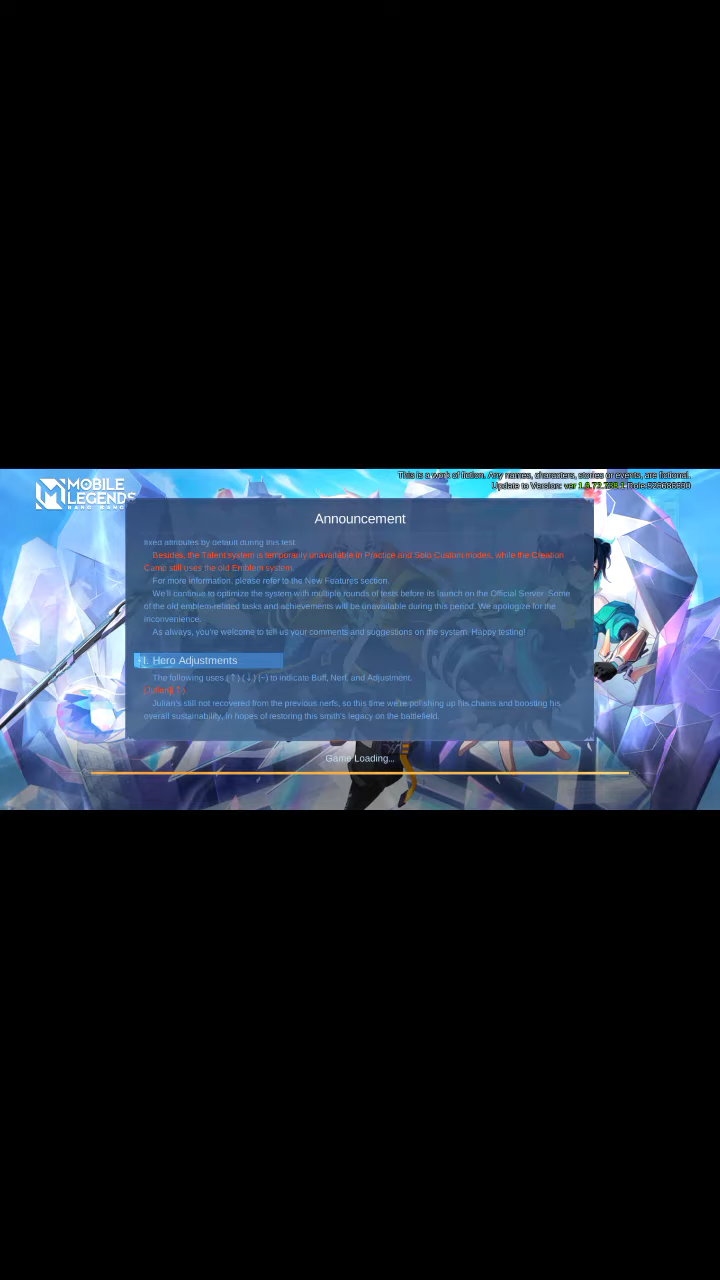 MOBILE
LEGENDS
BANG BANG
This is a work of fiction. Any names, characters, stories or events, are fictional.
Update to Version: ver
Announcement
fixed attributes by default during this test.
Besides, the Talent system is temporarily unavailable in Practice and Solo Custom modes, while the Creation
Camp still uses the old Emblem system.
For more information, please refer to the New Features section.
We'll continue to optimize the system with multiple rounds of tests before its launch on the Official Server. Some
of the old emblem-related tasks and achievements will be unavailable during this period. We apologize for the
inconvenience.
As always, you're welcome to tell us your comments and suggestions on the system. Happy testing!
I. Hero Adjustments
The following uses (↑) (↓) (~) to indicate Buff, Nerf, and Adjustment.
[Julian] (↑)
Julian's still not recovered from the previous nerfs, so this time we're polishing up his chains and boosting his
overall sustainability, in hopes of restoring this smith's legacy on the battlefield.
Game Loading...